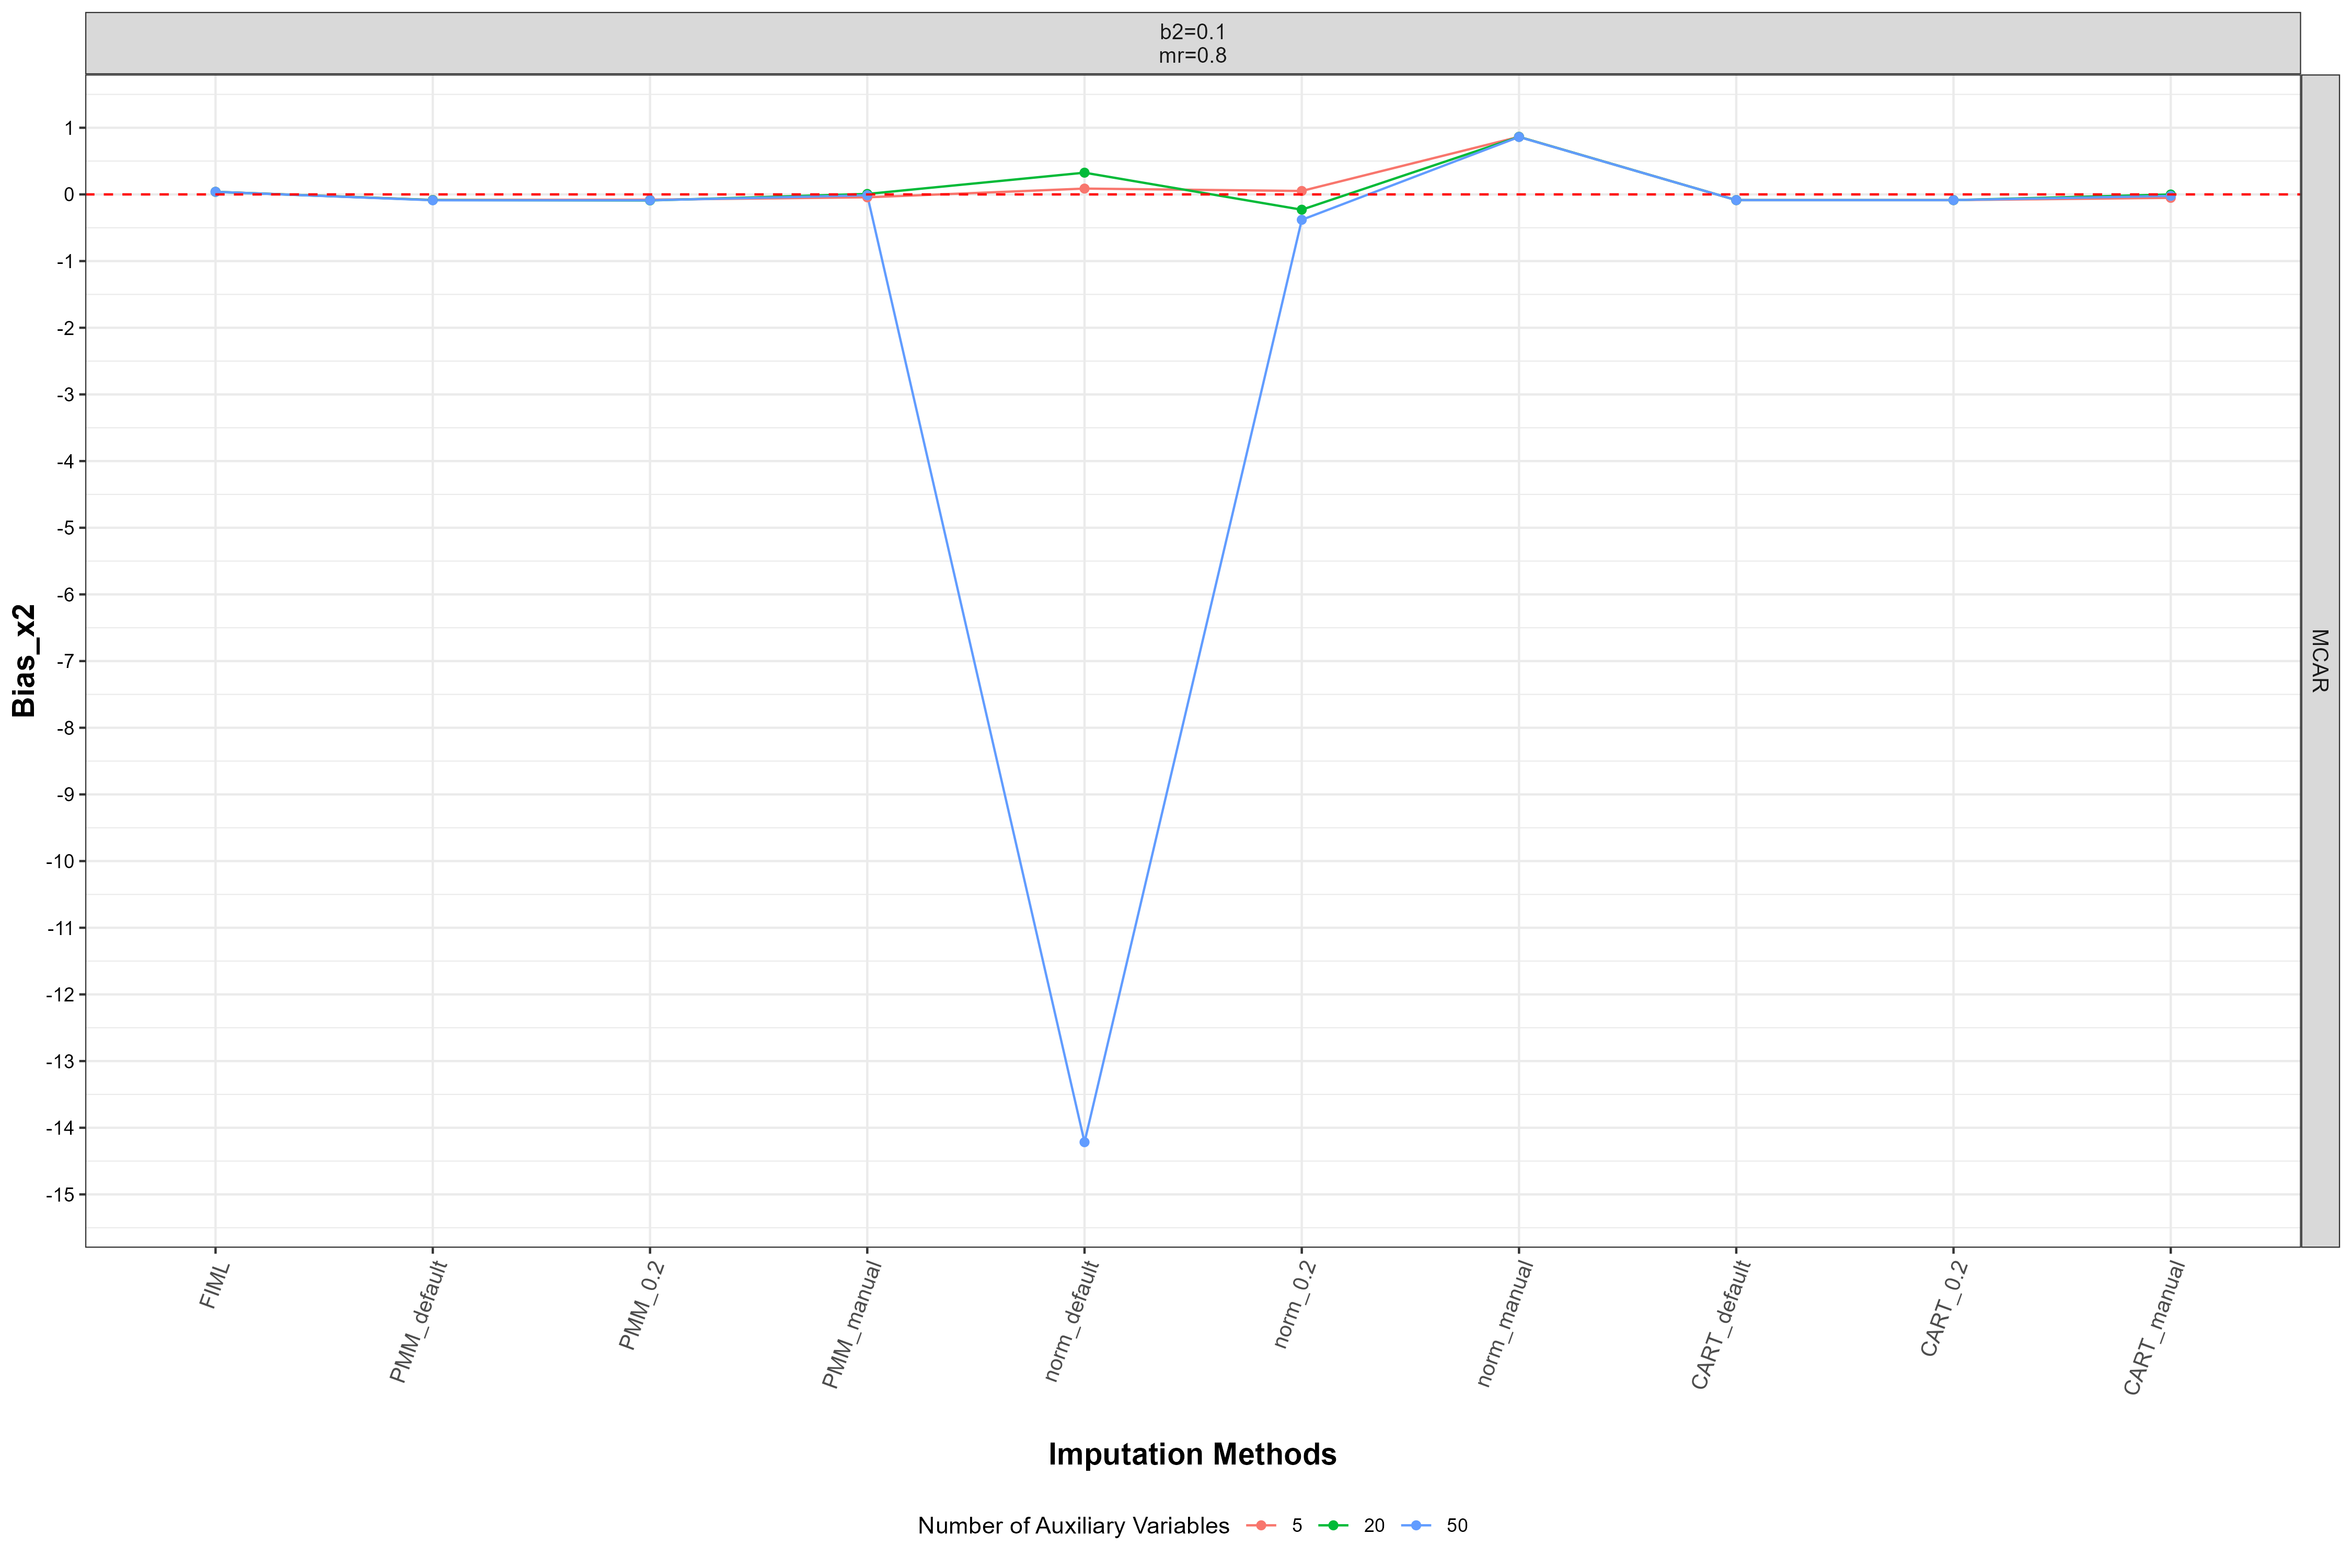 b2=0.1
mr=0.8
MCAR
Bias_x2
1
0
-1
-2
-3
-4
-5
-6
-7
-8
-9
-10
-11
-12
-13
-14
-15
FIML
PMM_default
PMM_0.2
PMM_manual
norm_default
norm_0.2
norm_manual
CART_default
CART_0.2
CART_manual
Imputation Methods
Number of Auxiliary Variables 5 20 50